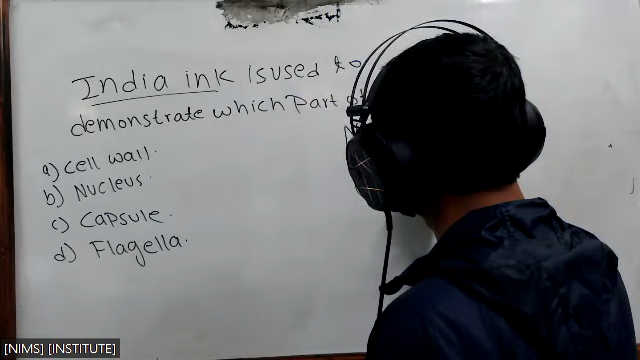 India ink is used to
demonstrate which Part
a) Cell wall.
b) Nucleus.
c) Capsule.
d) Flagella.
[NIMS] [INSTITUTE]